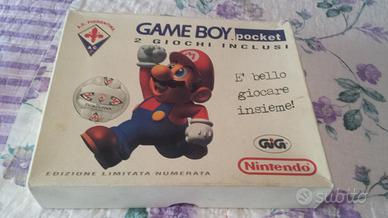 A.C. FIORENTINA
GAME BOY pocket
2 GIOCHI INCLUSI
E' bello
giocare
insieme!
GiG
Nintendo
EDIZIONE LIMITATA NUMERATA
subito